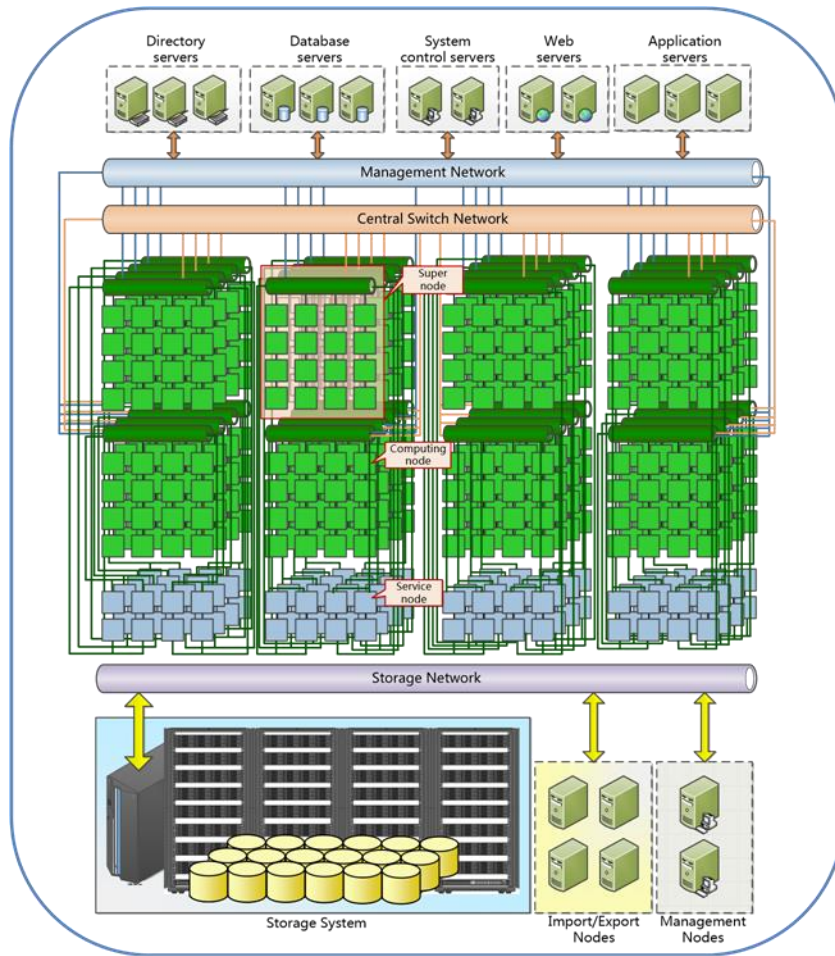 Directory
servers
Database
servers
System
control servers
Web
servers
Application
servers
Management Network
Central Switch Network
Super
node
Computing
node
Service
node
Storage Network
Storage System
Import/Export
Nodes
Management
Nodes